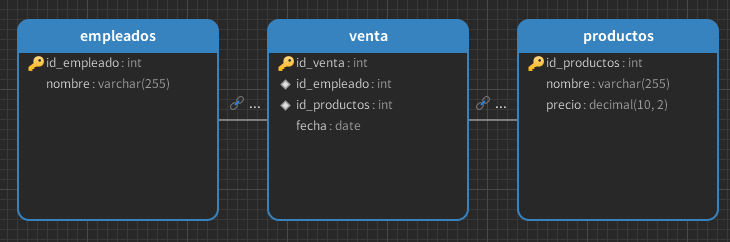 empleados
id_empleado : int
nombre : varchar(255)
...
venta
id_venta : int
id_empleado : int
id_productos : int
fecha : date
...
productos
id_productos : int
nombre : varchar(255)
precio : decimal(10, 2)